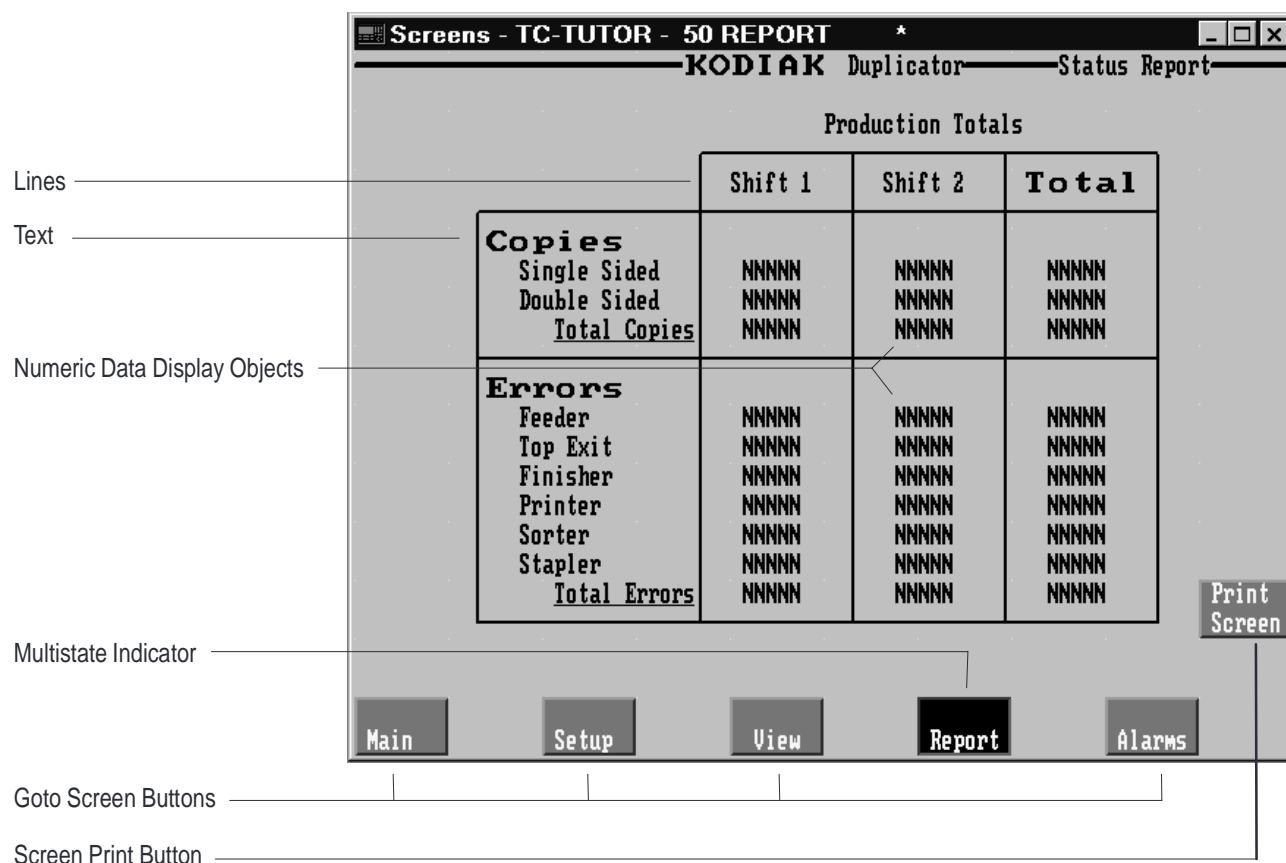 Screens - TC-TUTOR - 50 REPORT *
KODIAK Duplicator Status Report
Production Totals
Lines
Shift 1 Shift 2 Total
Text
Copies
Single Sided NNNNN NNNNN NNNNN
Double Sided NNNNN NNNNN NNNNN
Total Copies NNNNN NNNNN NNNNN
Numeric Data Display Objects
Errors
Feeder NNNNN NNNNN NNNNN
Top Exit NNNNN NNNNN NNNNN
Finisher NNNNN NNNNN NNNNN
Printer NNNNN NNNNN NNNNN
Sorter NNNNN NNNNN NNNNN
Stapler NNNNN NNNNN NNNNN
Total Errors NNNNN NNNNN NNNNN
Print
Screen
Multistate Indicator
Main Setup View Report Alarms
Goto Screen Buttons
Screen Print Button